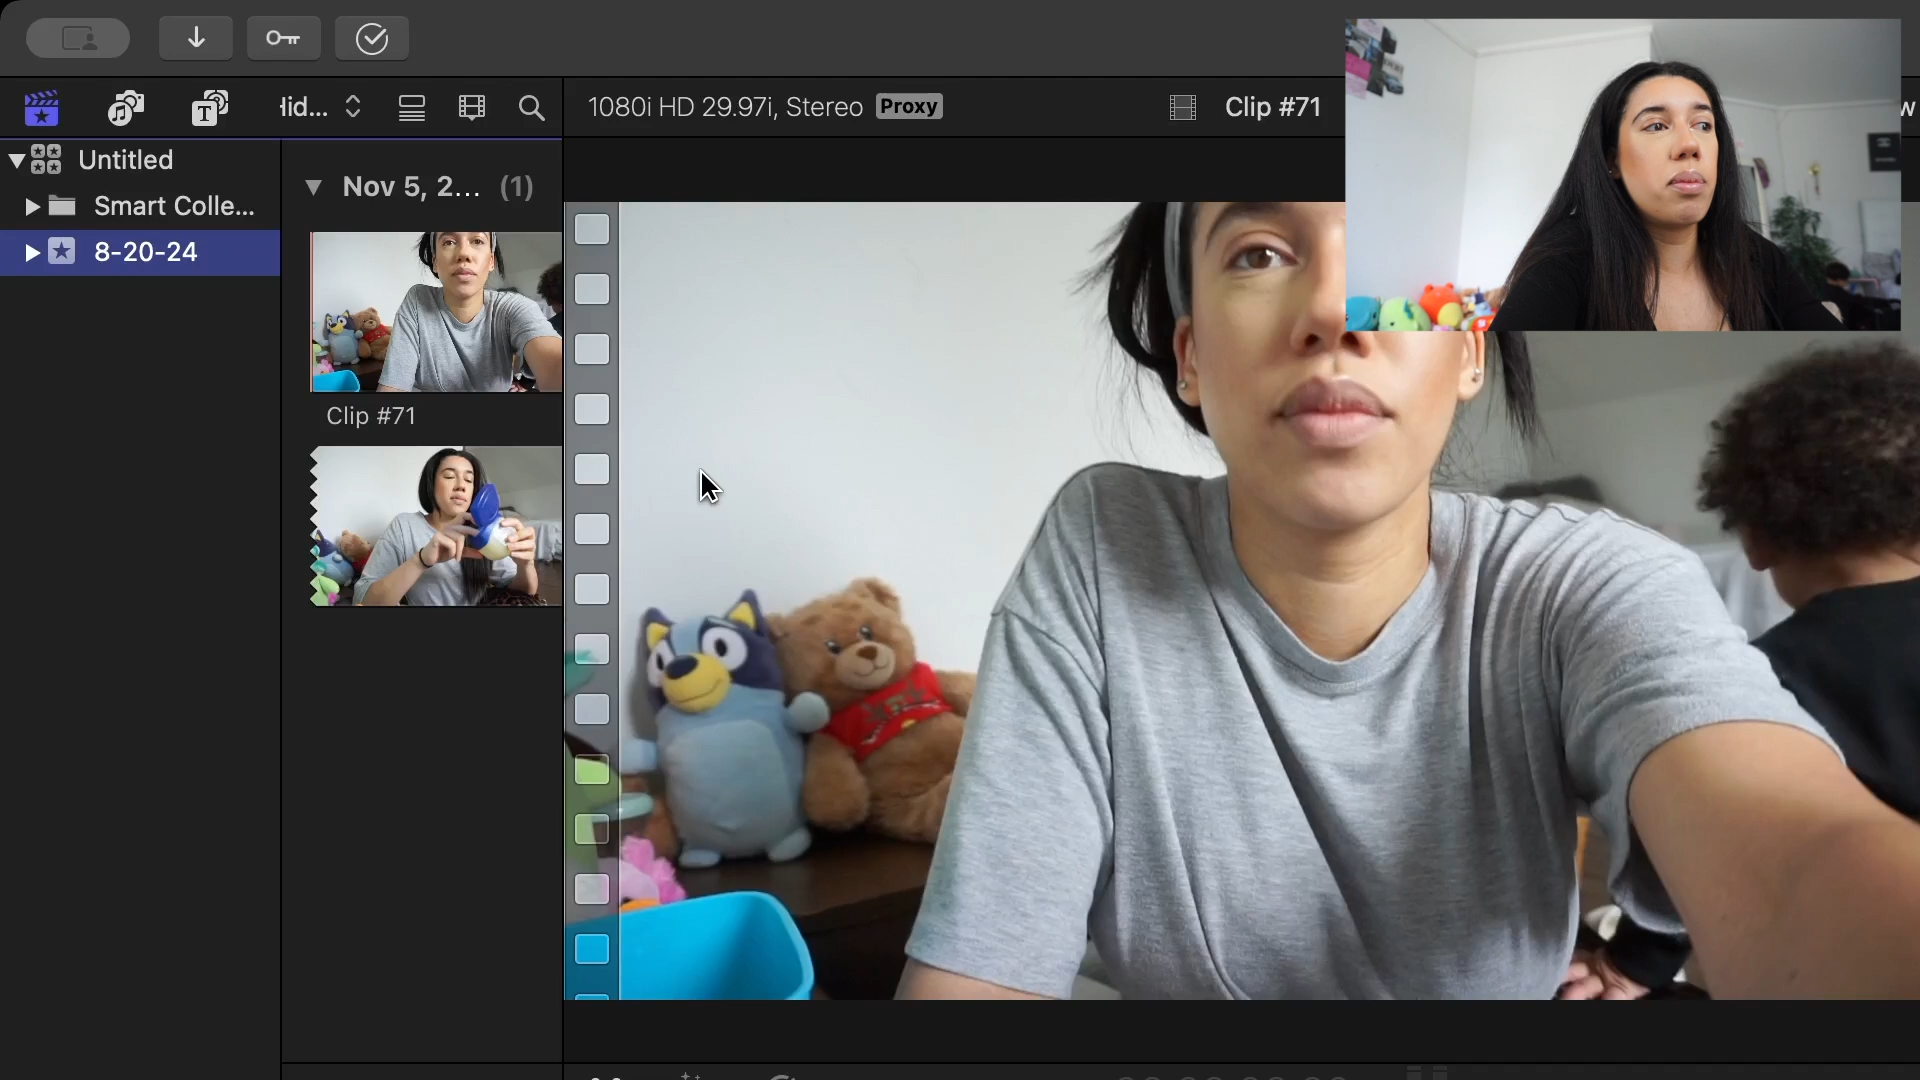 lid...
1080i HD 29.97i, Stereo Proxy
Clip #71
w
Untitled
Smart Colle...
8-20-24
Nov 5, 2... (1)
Clip #71